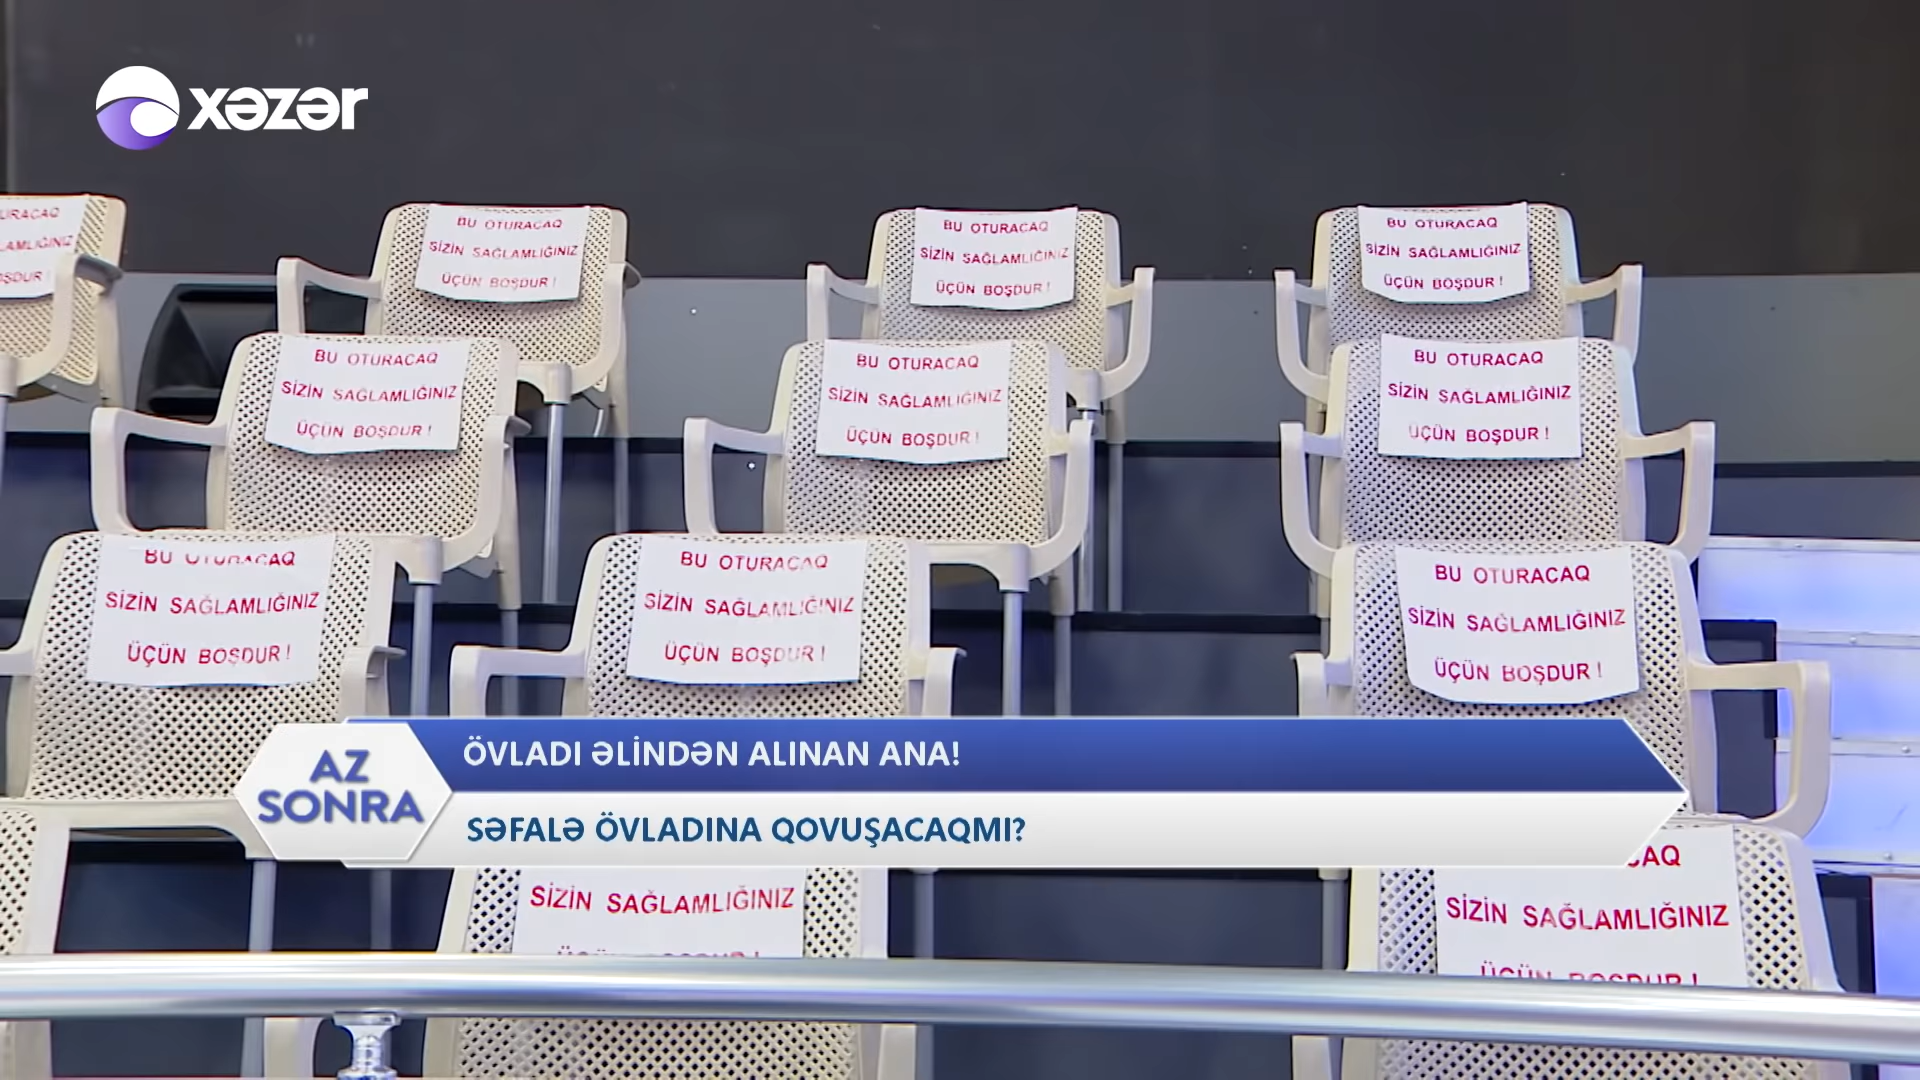 xəzər
BU OTURACAQ
SİZİN SAĞLAMLIĞINIZ
ÜÇÜN BOŞDUR!
BU OTURACAQ
SİZİN SAĞLAMLIĞINIZ
ÜÇÜN BOŞDUR!
BU OTURACAQ
SİZİN SAĞLAMLIĞINIZ
ÜÇÜN BOŞDUR!
BU OTURACAQ
SİZİN SAĞLAMLIĞINIZ
ÜÇÜN BOŞDUR!
BU OTURACAQ
SİZİN SAĞLAMLIĞINIZ
ÜÇÜN BOŞDUR!
BU OTURACAQ
SİZİN SAĞLAMLIĞINIZ
ÜÇÜN BOŞDUR!
BU OTURACAQ
SİZİN SAĞLAMLIĞINIZ
ÜÇÜN BOŞDUR!
BU OTURACAQ
SİZİN SAĞLAMLIĞINIZ
ÜÇÜN BOŞDUR!
BU OTURACAQ
SİZİN SAĞLAMLIĞINIZ
ÜÇÜN BOŞDUR!
AZ
SONRA
ÖVLADI ƏLİNDƏN ALINAN ANA!
SƏFALƏ ÖVLADINA QOVUŞACAQMI?
SİZİN SAĞLAMLIĞINIZ
SİZİN SAĞLAMLIĞINIZ
ÜÇÜN BOŞDUR!